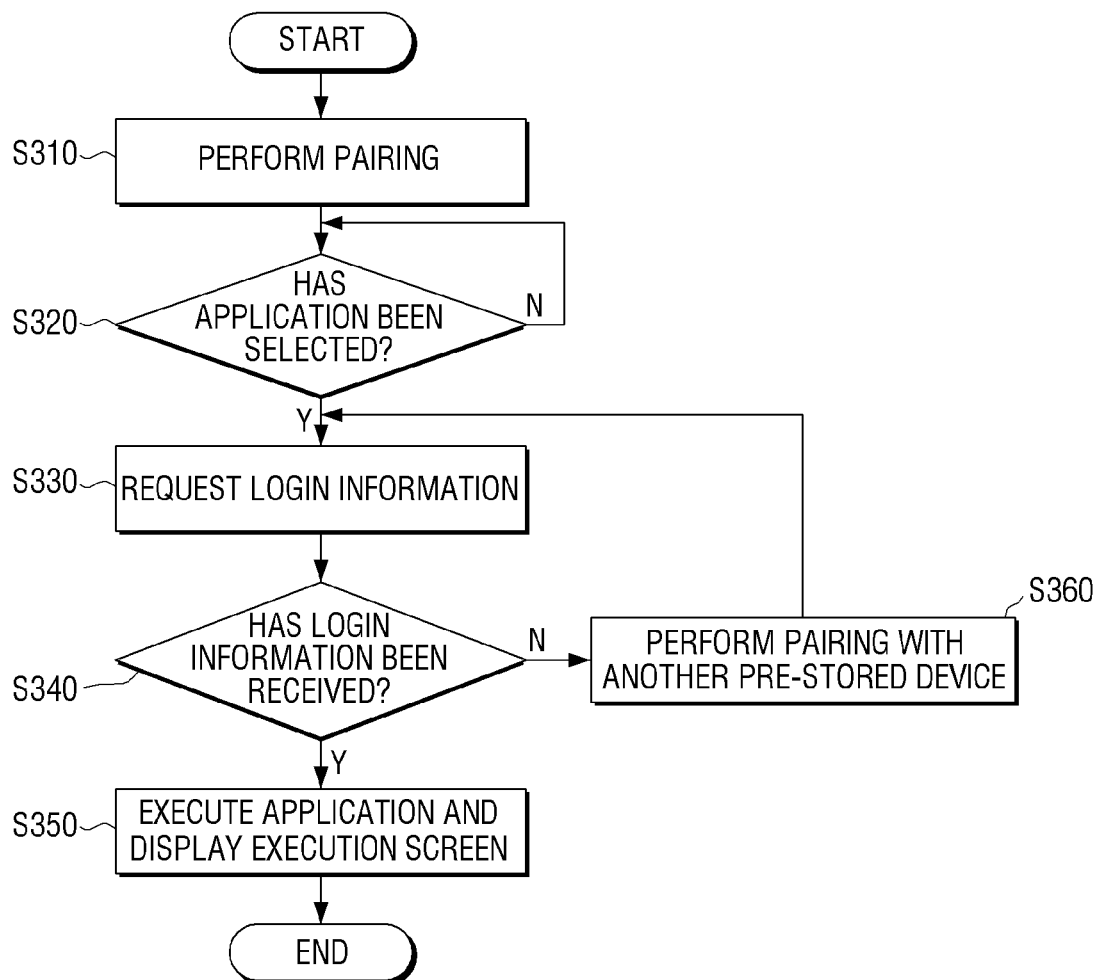 START
S310
PERFORM PAIRING
S320
HAS
APPLICATION BEEN
SELECTED?
N
Y
S330
REQUEST LOGIN INFORMATION
S340
HAS LOGIN
INFORMATION BEEN
RECEIVED?
N
S360
PERFORM PAIRING WITH
ANOTHER PRE-STORED DEVICE
Y
S350
EXECUTE APPLICATION AND
DISPLAY EXECUTION SCREEN
END